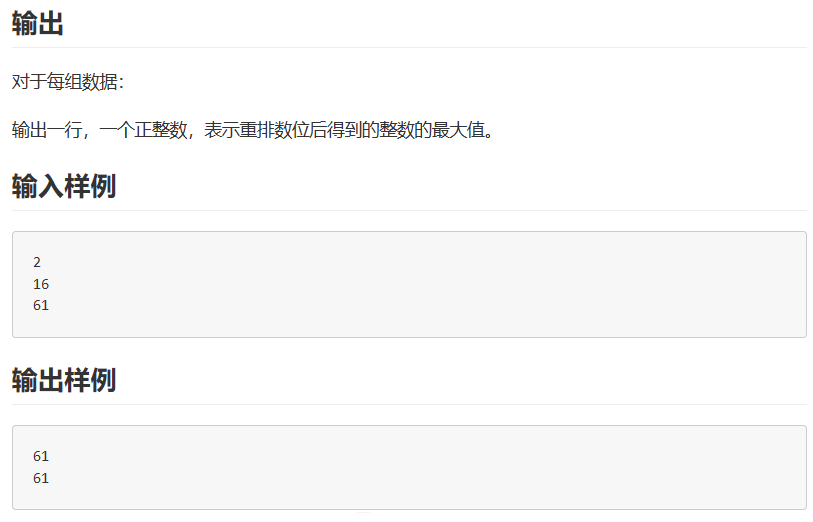 输出
对于每组数据：
输出一行，一个正整数，表示重排数位后得到的整数的最大值。
输入样例
2
16
61
输出样例
61
61